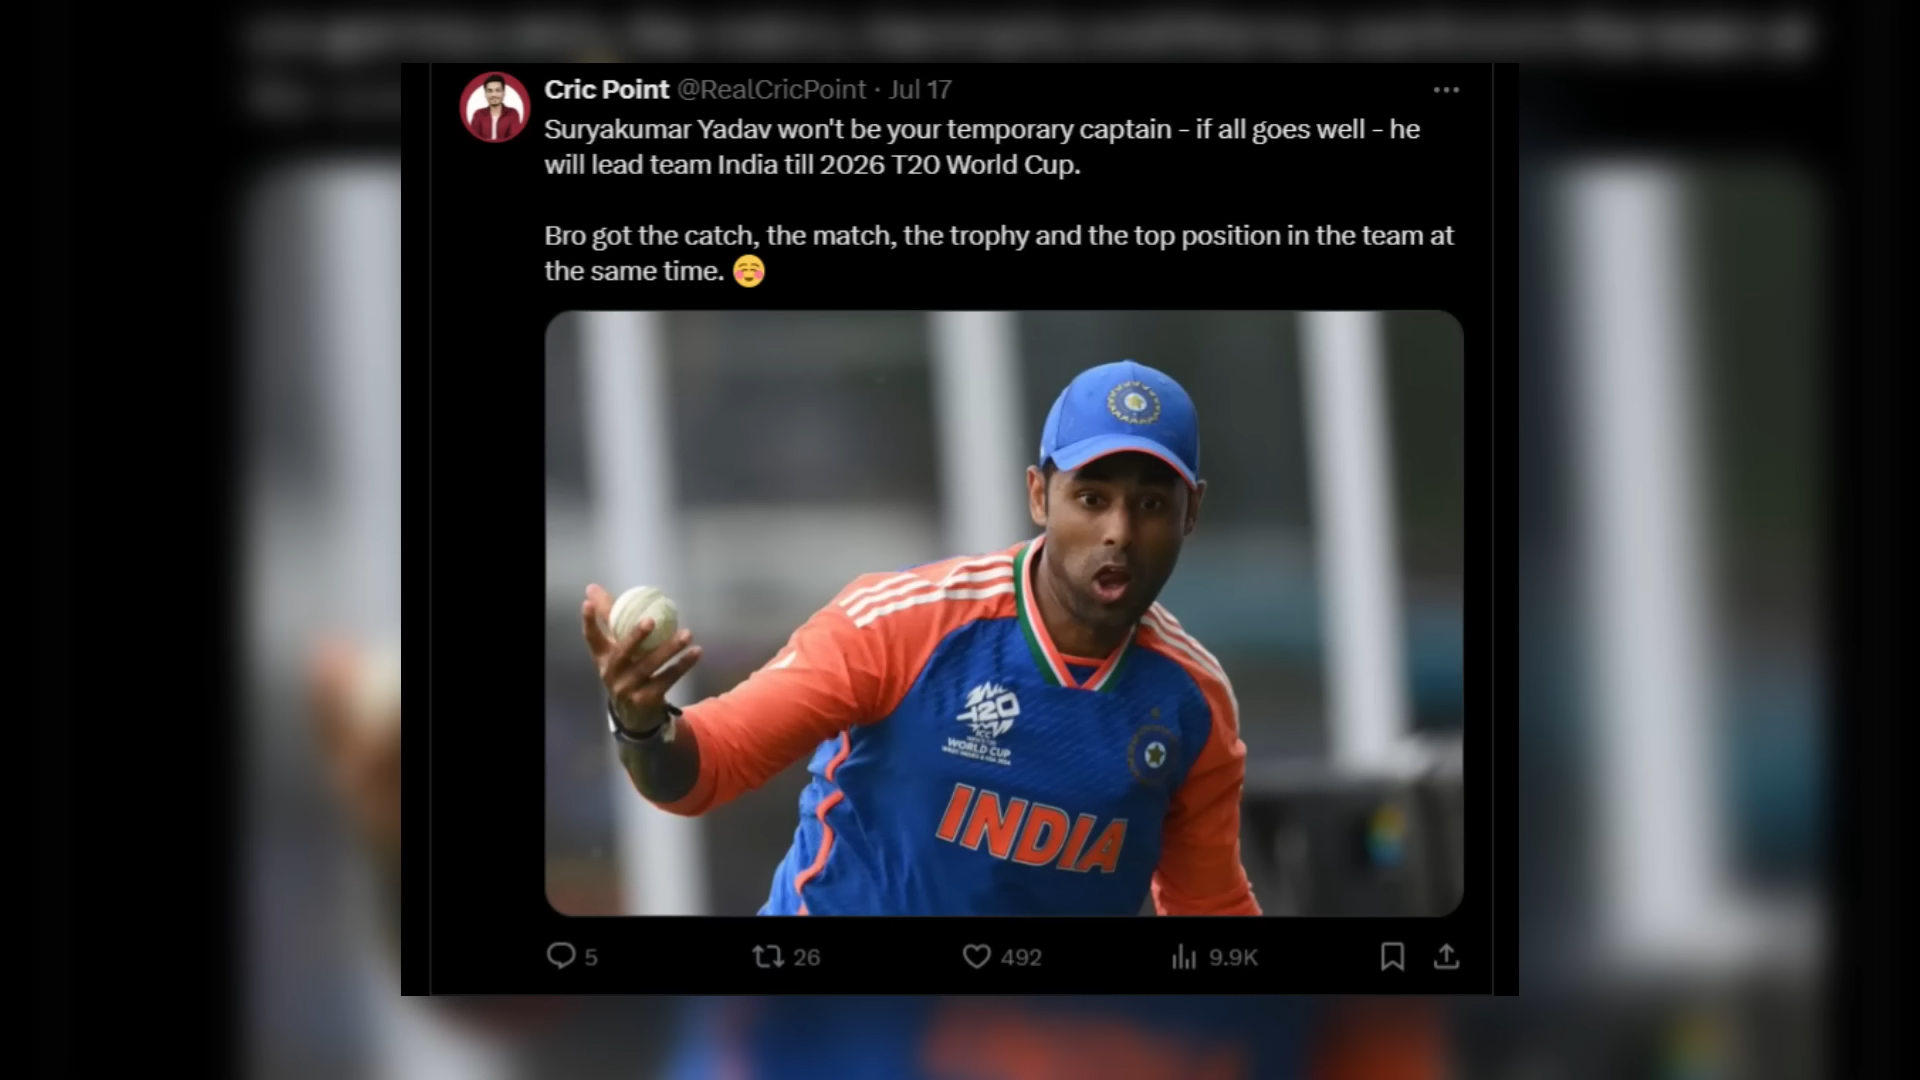 Cric Point @RealCricPoint · Jul 17
Suryakumar Yadav won't be your temporary captain - if all goes well - he
will lead team India till 2026 T20 World Cup.
Bro got the catch, the match, the trophy and the top position in the team at
the same time. ☺️
T20
ICC
WORLD CUP
INDIA
5 26 492 9.9K